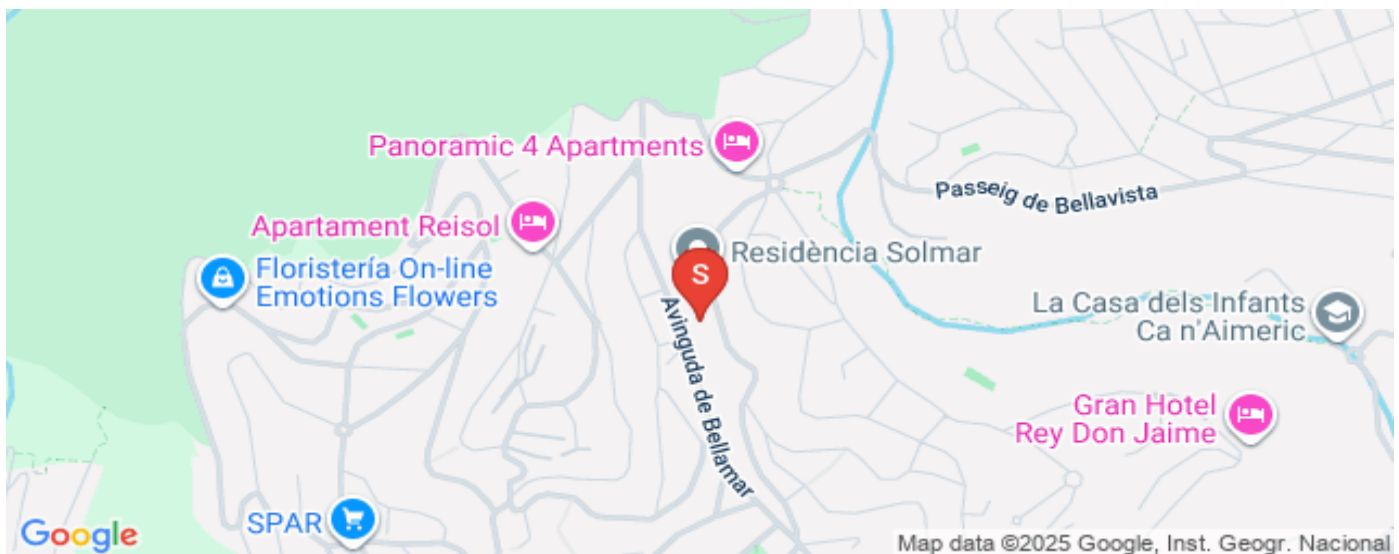 Panoramic 4 Apartments
Passeig de Bellavista
Apartament Reisol
Residència Solmar
Floristería On-line
Emotions Flowers
S
La Casa dels Infants
Ca n'Aimeric
Avinguda de Bellamar
Gran Hotel
Rey Don Jaime
SPAR
Google
Map data ©2025 Google, Inst. Geogr. Nacional